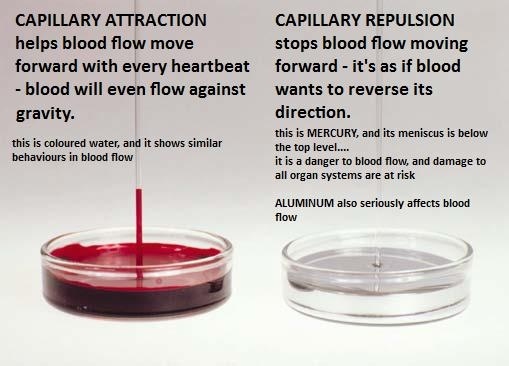 CAPILLARY ATTRACTION
helps blood flow move
forward with every heartbeat
- blood will even flow against
gravity.
this is coloured water, and it shows similar
behaviours in blood flow
CAPILLARY REPULSION
stops blood flow moving
forward - it's as if blood
wants to reverse its
direction.
this is MERCURY, and its meniscus is below
the top level....
it is a danger to blood flow, and damage to
all organ systems are at risk
ALUMINUM also seriously affects blood
flow